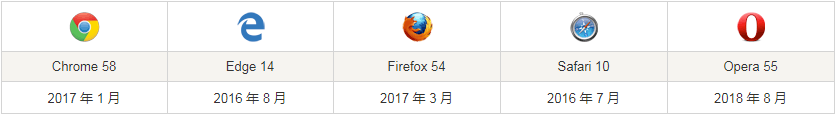 Chrome 58 Edge 14 Firefox 54 Safari 10 Opera 55
2017 年 1 月 2016 年 8 月 2017 年 3 月 2016 年 7 月 2018 年 8 月